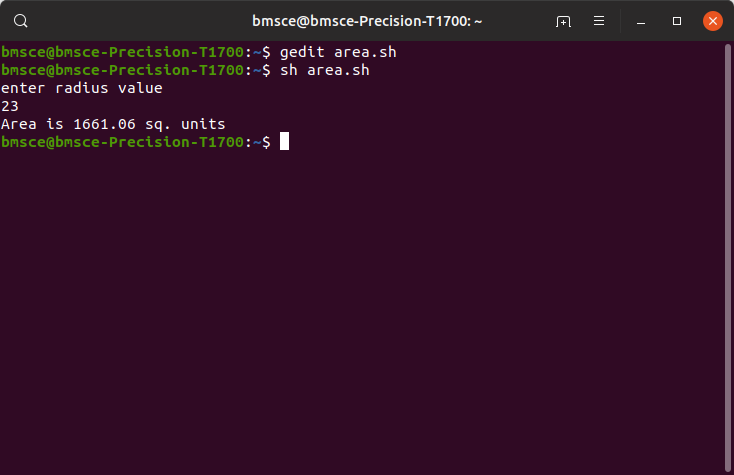 bmsce@bmsce-Precision-T1700: ~
bmsce@bmsce-Precision-T1700:~$ gedit area.sh
bmsce@bmsce-Precision-T1700:~$ sh area.sh
enter radius value
23
Area is 1661.06 sq. units
bmsce@bmsce-Precision-T1700:~$